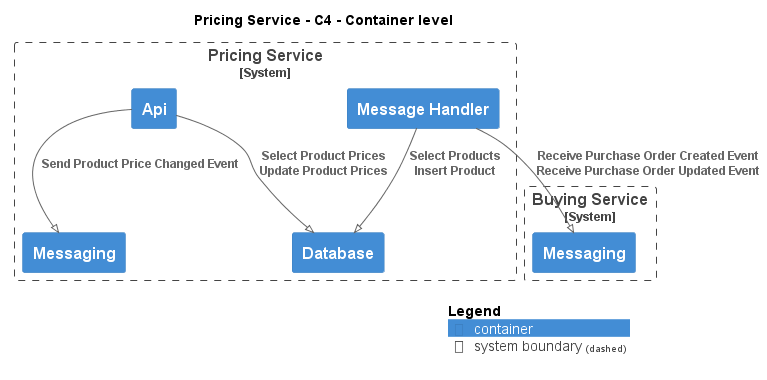 Pricing Service - C4 - Container level
Pricing Service
[System]
Api
Message Handler
Send Product Price Changed Event
Select Product Prices
Update Product Prices
Select Products
Insert Product
Receive Purchase Order Created Event
Receive Purchase Order Updated Event
Buying Service
[System]
Messaging
Database
Messaging
Legend
container
system boundary (dashed)